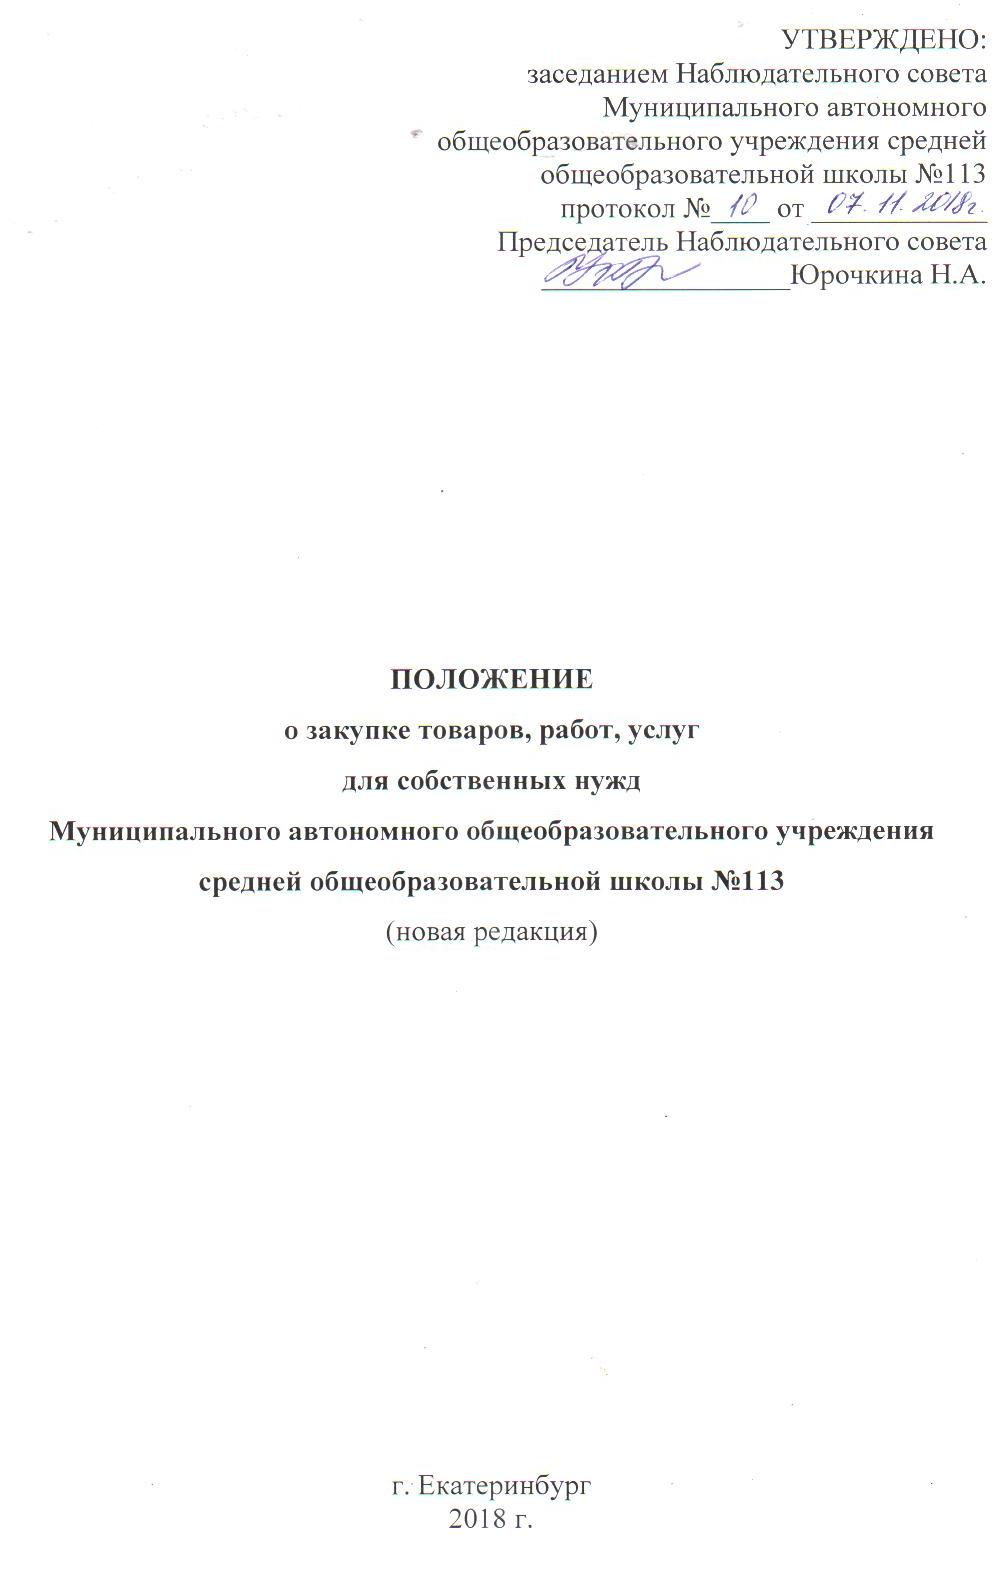 УТВЕРЖДЕНО:
заседанием Наблюдательного совета
Муниципального автономного
общеобразовательного учреждения средней
общеобразовательной школы №113
протокол № 10 от 07.11.2018г.
Председатель Наблюдательного совета
Юрочкина Н.А.
ПОЛОЖЕНИЕ
о закупке товаров, работ, услуг
для собственных нужд
Муниципального автономного общеобразовательного учреждения
средней общеобразовательной школы №113
(новая редакция)
г. Екатеринбург
2018 г.